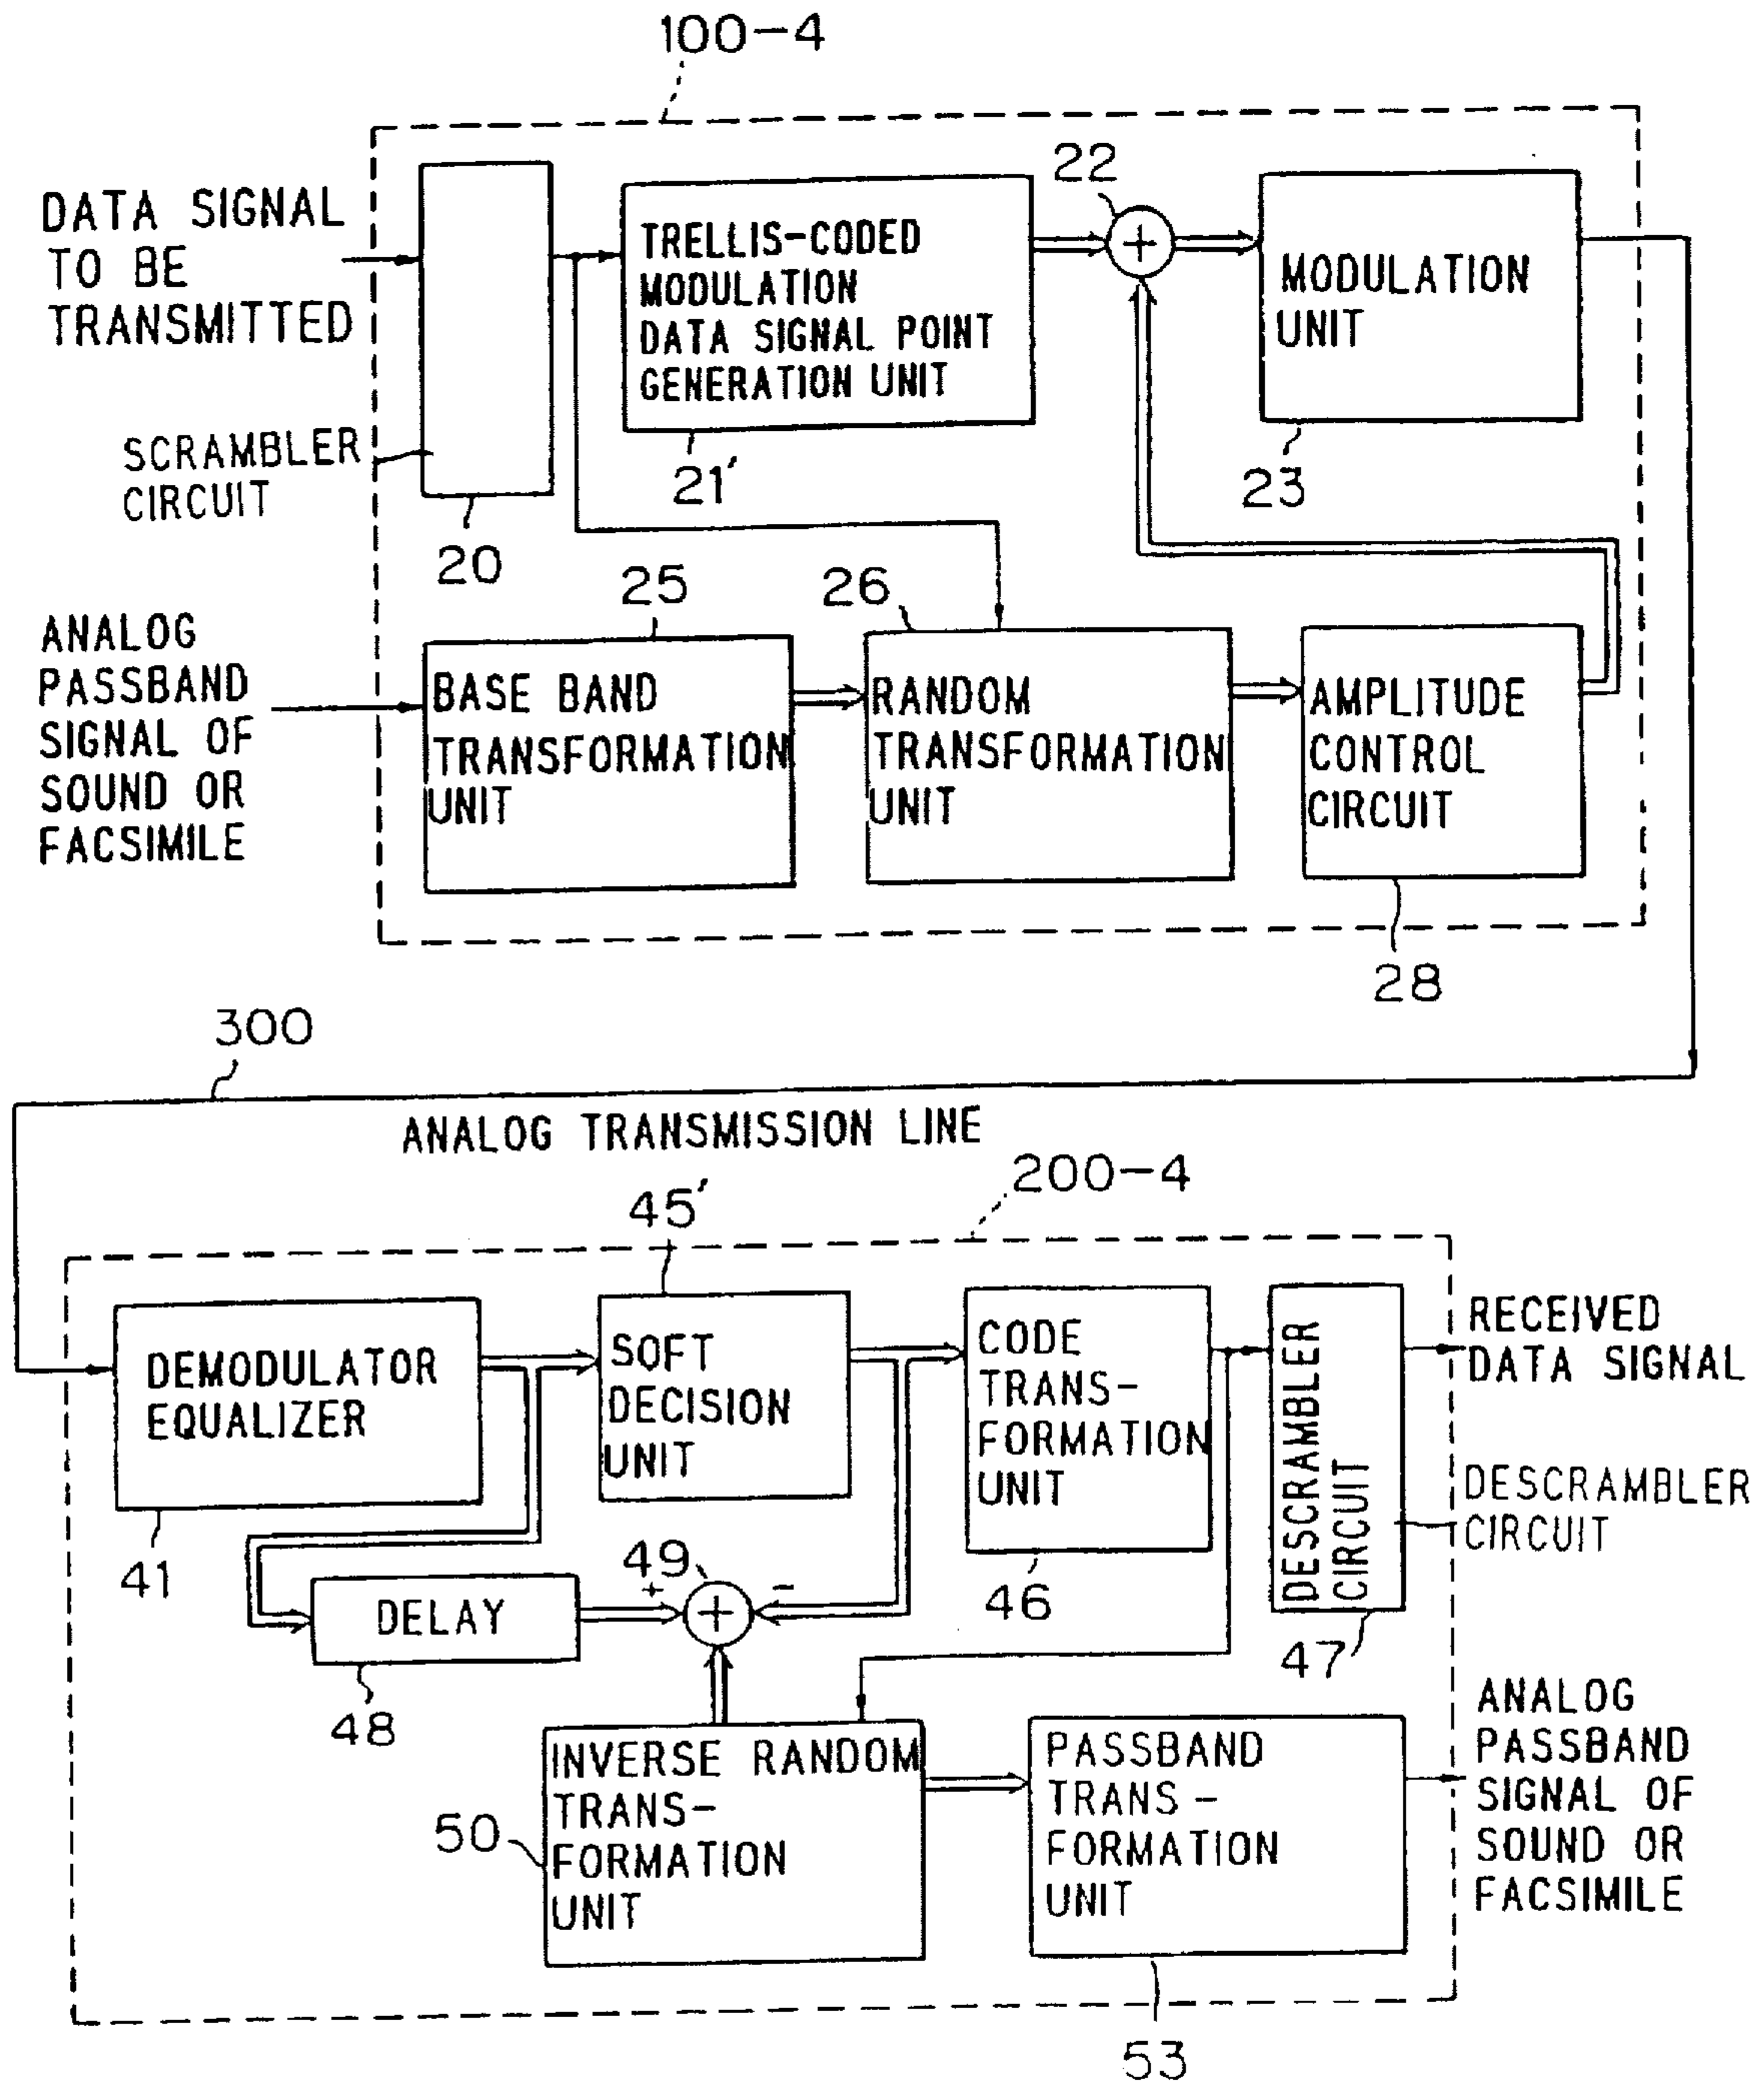 100-4
DATA SIGNAL
TO BE
TRANSMITTED
22
TRELLIS-CODED
MODULATION
DATA SIGNAL POINT
GENERATION UNIT
+
MODULATION
UNIT
SCRAMBLER
CIRCUIT
20
21'
23
25
26
ANALOG
PASSBAND
SIGNAL OF
SOUND OR
FACSIMILE
BASE BAND
TRANSFORMATION
UNIT
RANDOM
TRANSFORMATION
UNIT
AMPLITUDE
CONTROL
CIRCUIT
28
300
ANALOG TRANSMISSION LINE
200-4
45'
DEMODULATOR
EQUALIZER
SOFT
DECISION
UNIT
CODE
TRANS-
FORMATION
UNIT
DESCRAMBLER
CIRCUIT
RECEIVED
DATA SIGNAL
DESCRAMBLER
CIRCUIT
41
49
46
47
DELAY
+
+
-
48
INVERSE RANDOM
TRANS-
FORMATION
UNIT
50
PASSBAND
TRANS-
FORMATION
UNIT
53
ANALOG
PASSBAND
SIGNAL OF
SOUND OR
FACSIMILE